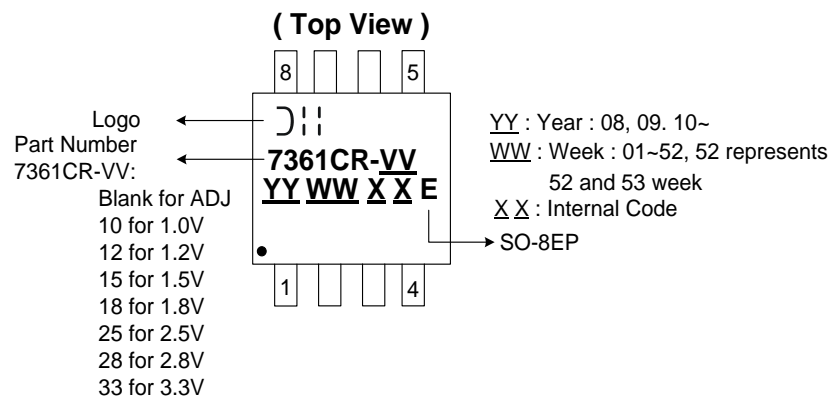 ( Top View )
8 5
Logo
Part Number
7361CR-VV:
Blank for ADJ
10 for 1.0V
12 for 1.2V
15 for 1.5V
18 for 1.8V
25 for 2.5V
28 for 2.8V
33 for 3.3V
7361CR-VV
YY WW X X E
1 4
YY : Year : 08, 09. 10~
WW : Week : 01~52, 52 represents
52 and 53 week
X X : Internal Code
SO-8EP